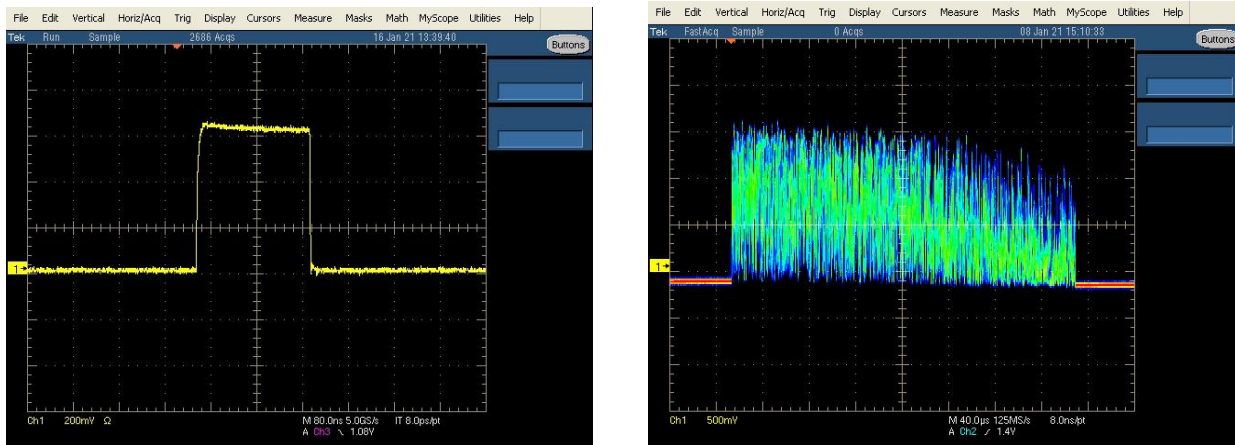 File Edit Vertical Horiz/Acq Trig Display Cursors Measure Masks Math MyScope Utilities Help
Tek Run Sample 2686 Acqs 16 Jan 21 13:39:40
Buttons
1
Ch1 200mV Ω M 80.0ns 5.0GS/s IT 8.0ps/pt
A Ch3 ∖ 1.08V
File Edit Vertical Horiz/Acq Trig Display Cursors Measure Masks Math MyScope Utilities Help
Tek FastAcq Sample 0 Acqs 08 Jan 21 15:10:33
Buttons
1
Ch1 500mV M 40.0µs 125MS/s 8.0ns/pt
A Ch2 ∕ 1.4V